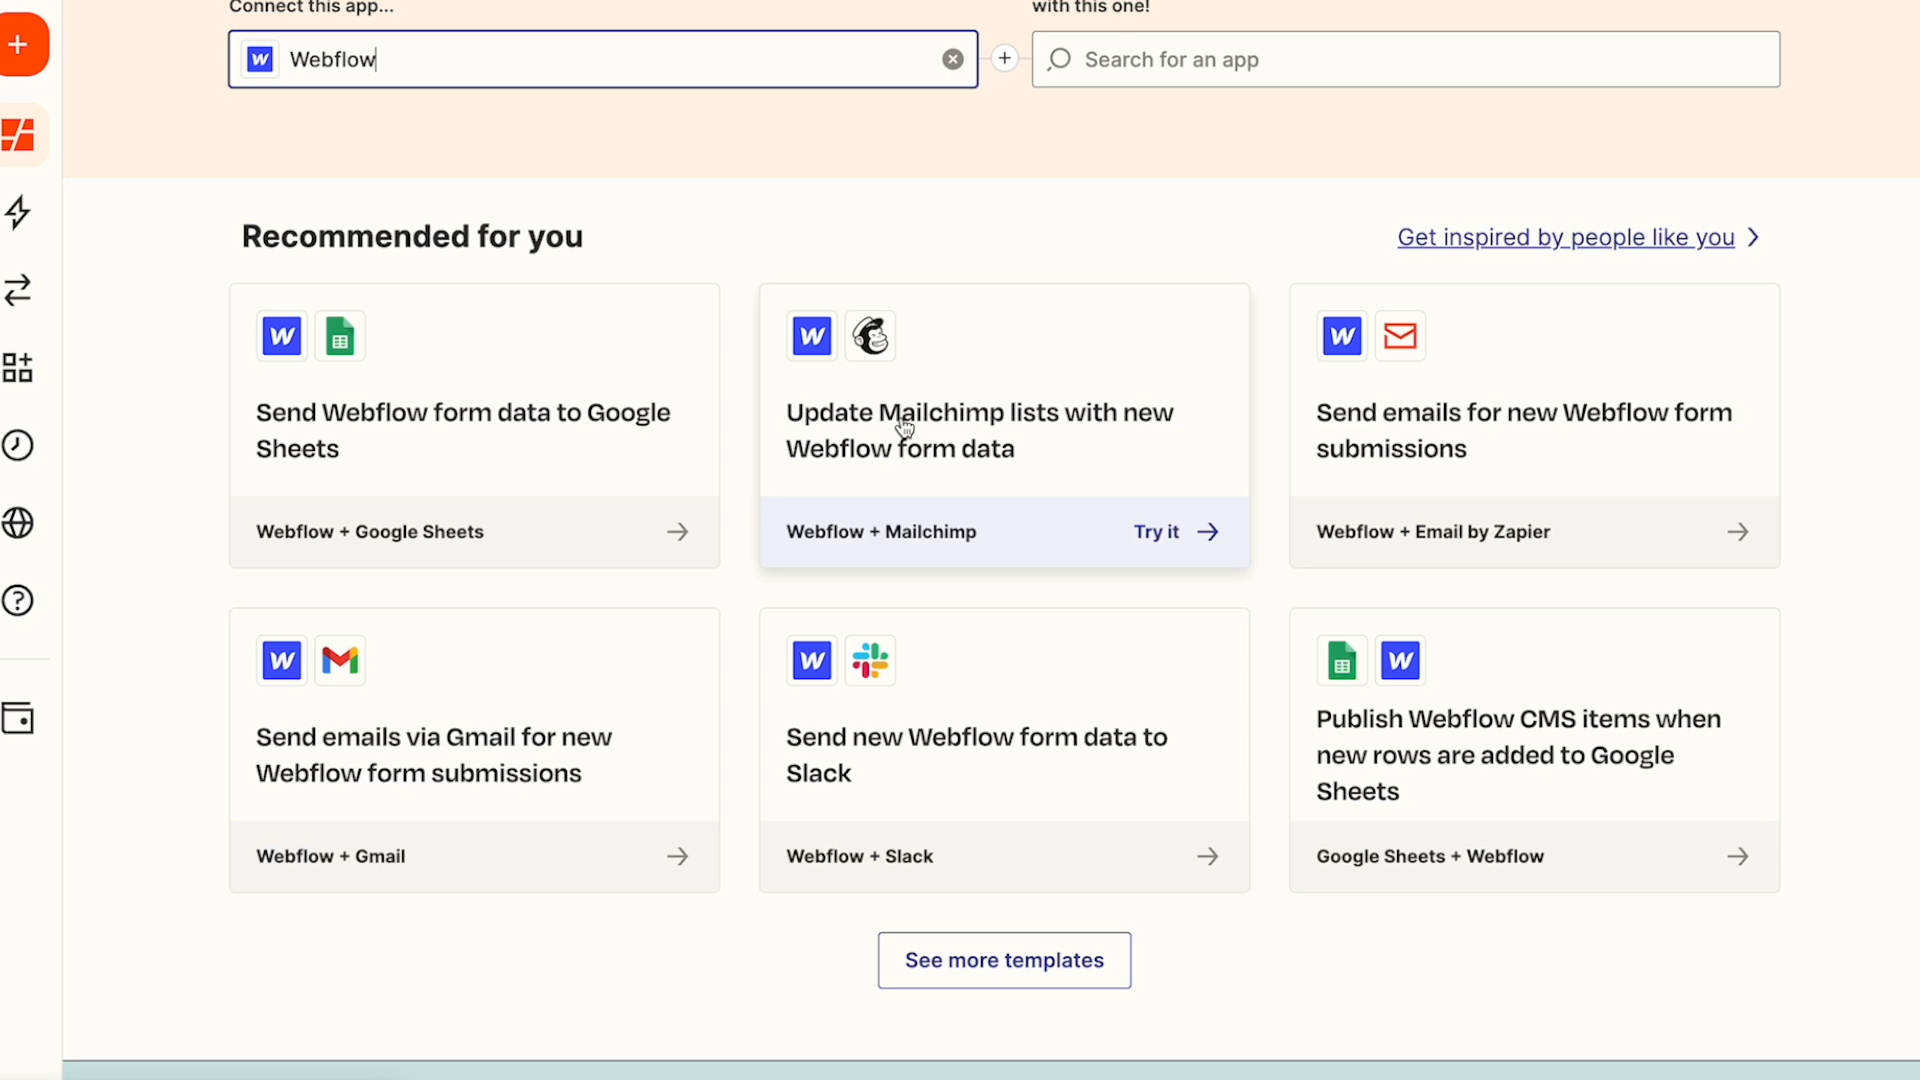 Connect this app...
with this one!
Webflow
Search for an app
Recommended for you
Get inspired by people like you
Send Webflow form data to Google
Sheets
Webflow + Google Sheets
Update Mailchimp lists with new
Webflow form data
Webflow + Mailchimp
Try it
Send emails for new Webflow form
submissions
Webflow + Email by Zapier
Send emails via Gmail for new
Webflow form submissions
Webflow + Gmail
Send new Webflow form data to
Slack
Webflow + Slack
Publish Webflow CMS items when
new rows are added to Google
Sheets
Google Sheets + Webflow
See more templates